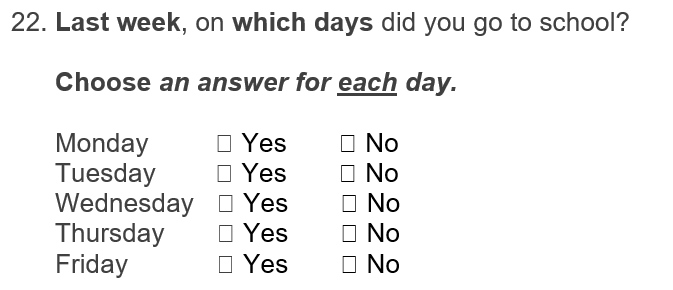 22. Last week, on which days did you go to school?
Choose an answer for each day.
Monday ☐ Yes ☐ No
Tuesday ☐ Yes ☐ No
Wednesday ☐ Yes ☐ No
Thursday ☐ Yes ☐ No
Friday ☐ Yes ☐ No